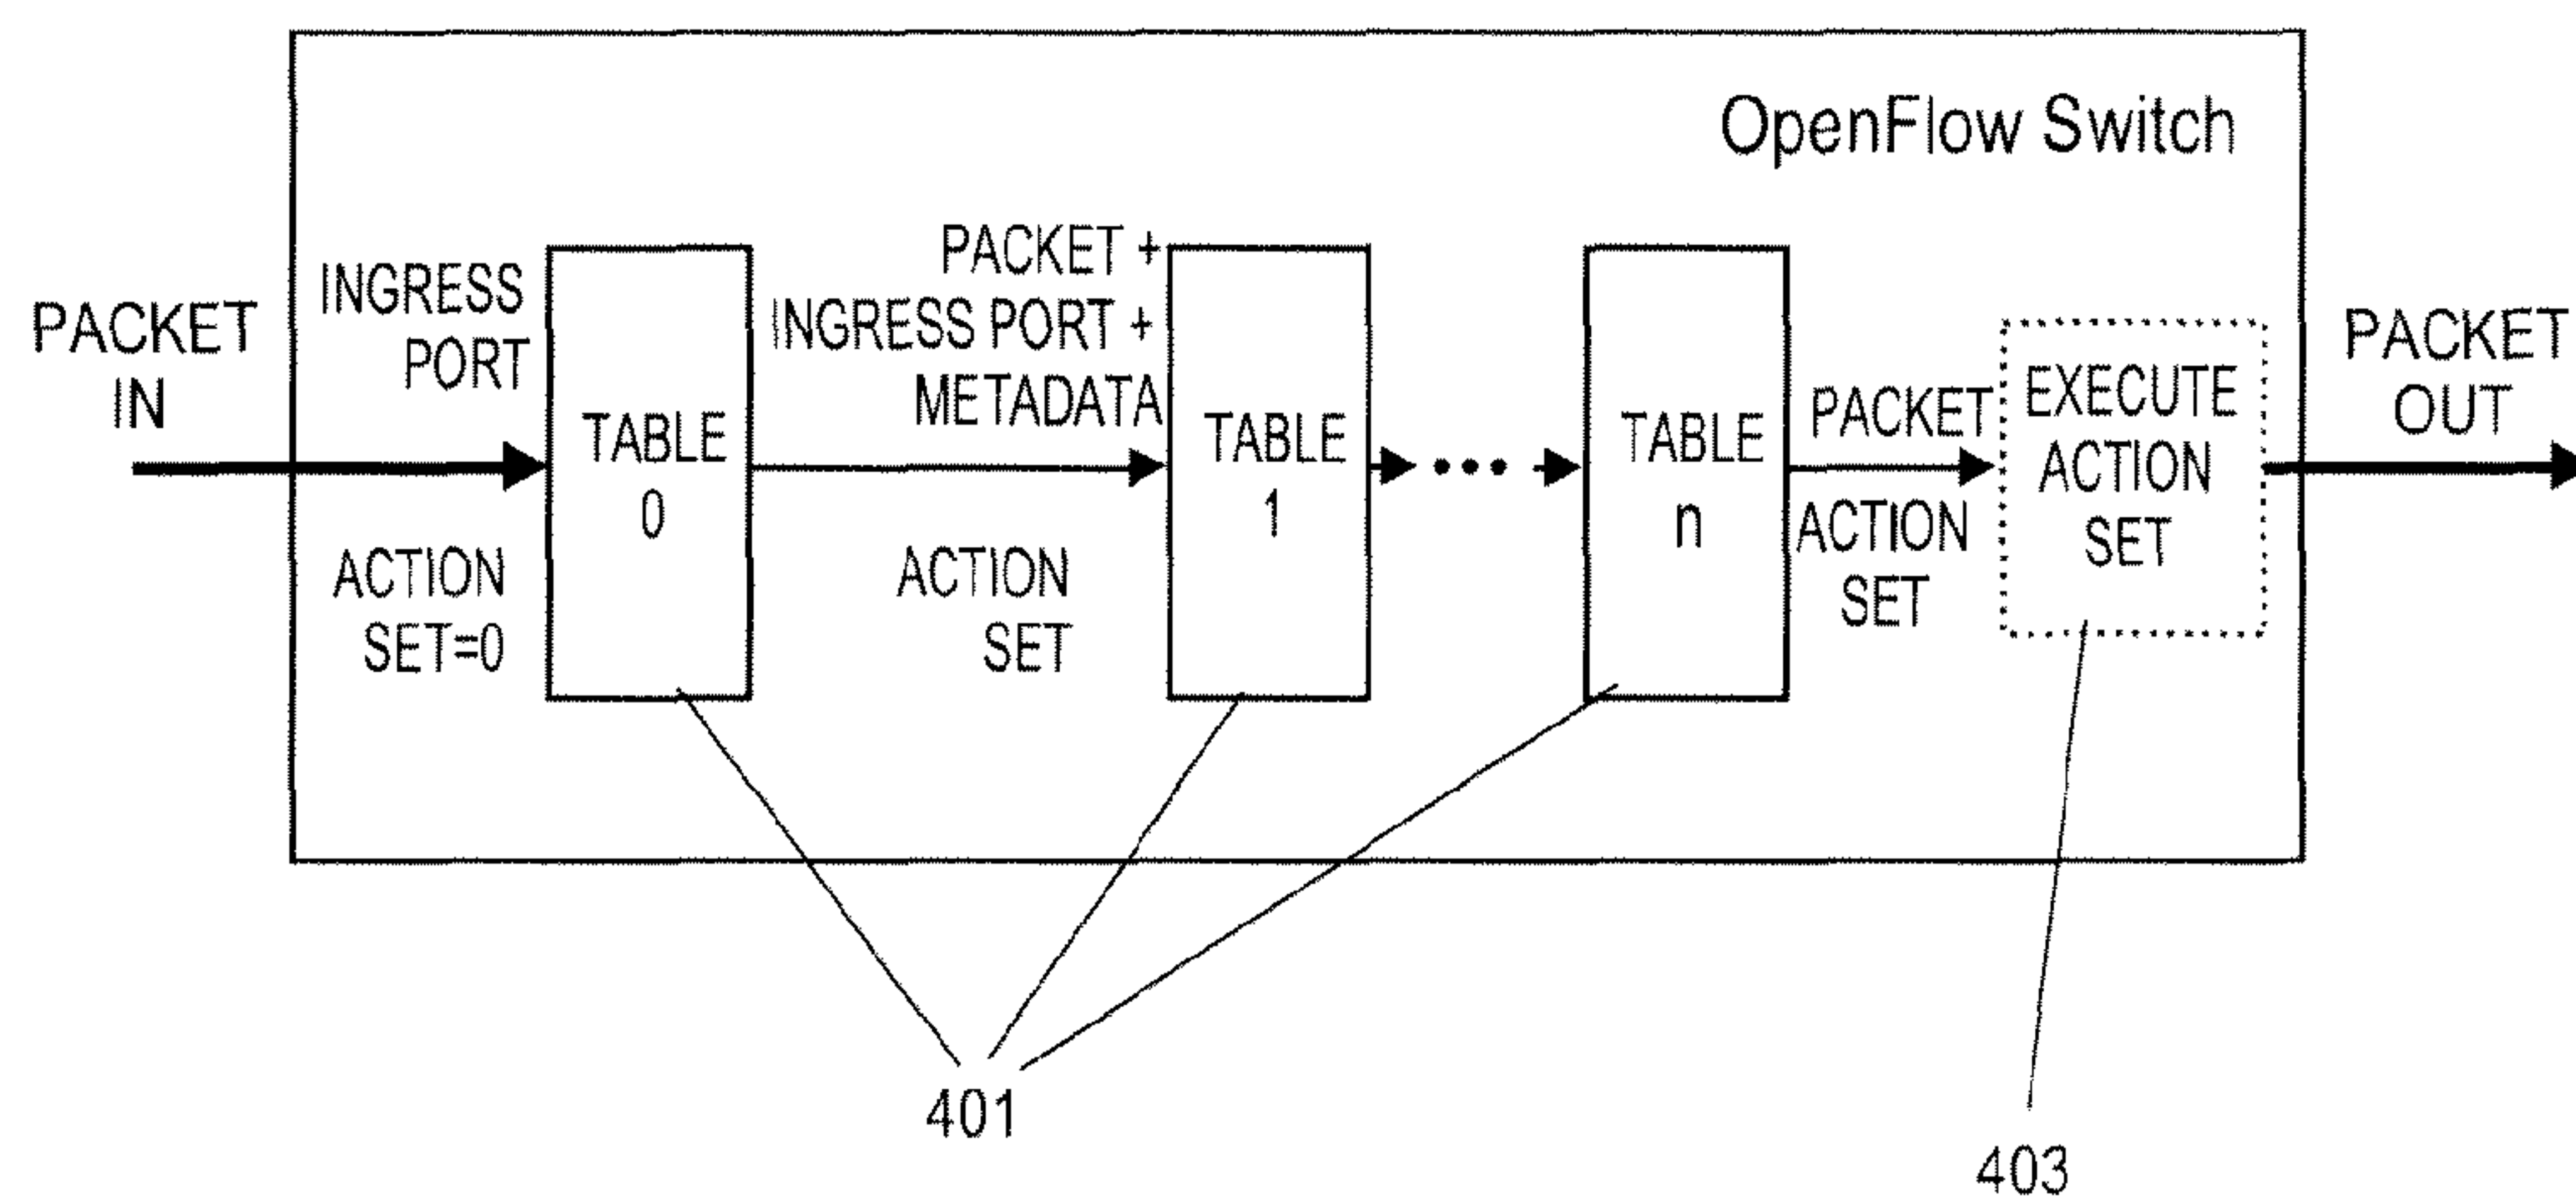 OpenFlow Switch
PACKET
IN
INGRESS
PORT
ACTION
SET=0
TABLE
0
PACKET +
INGRESS PORT +
METADATA
ACTION
SET
TABLE
1
TABLE
n
PACKET
ACTION
SET
EXECUTE
ACTION
SET
PACKET
OUT
401
403